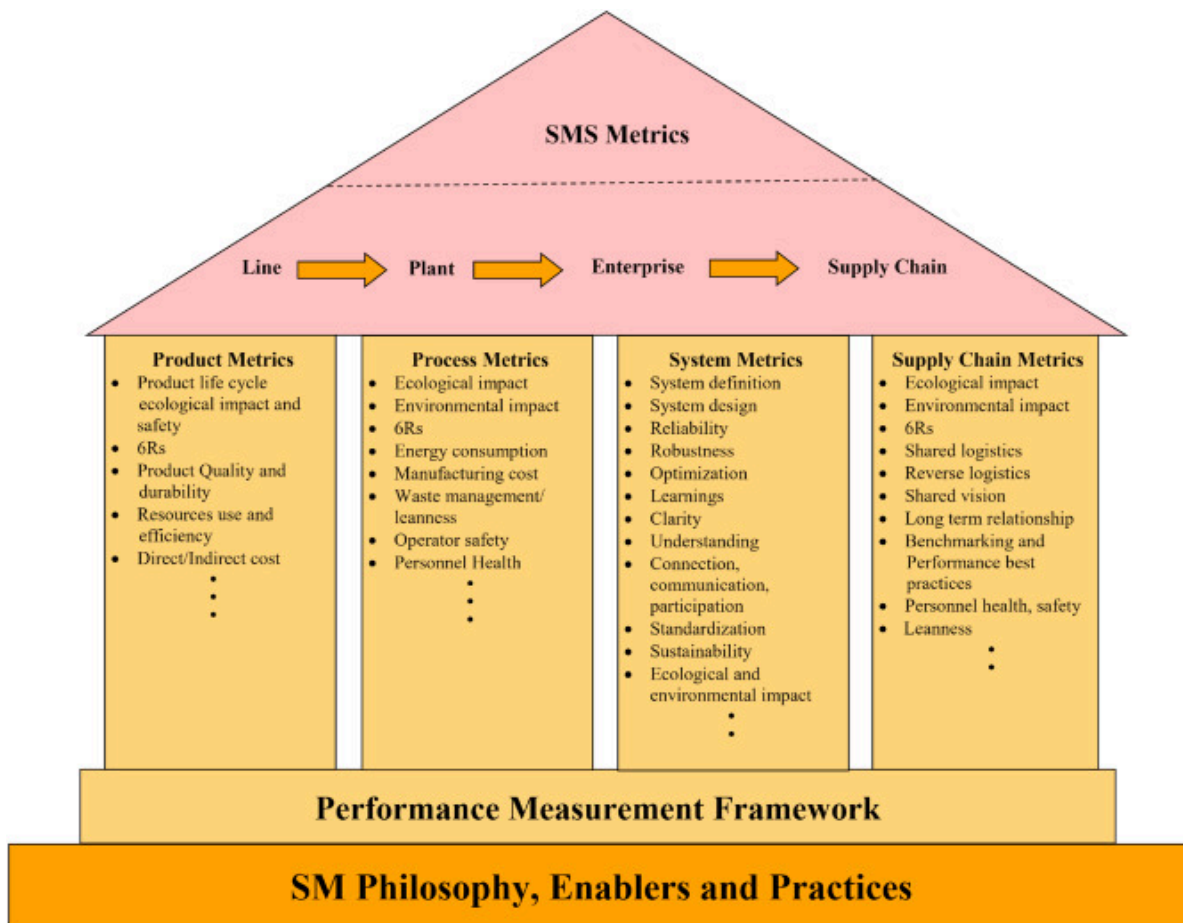 SMS Metrics
Line
Plant
Enterprise
Supply Chain
Product Metrics
• Product life cycle
ecological impact and
safety
• 6Rs
• Product Quality and
durability
• Resources use and
efficiency
• Direct/Indirect cost
Process Metrics
• Ecological impact
• Environmental impact
• 6Rs
• Energy consumption
• Manufacturing cost
• Waste management/
leanness
• Operator safety
• Personnel Health
System Metrics
• System definition
• System design
• Reliability
• Robustness
• Optimization
• Learnings
• Clarity
• Understanding
• Connection,
communication,
participation
• Standardization
• Sustainability
• Ecological and
environmental impact
Supply Chain Metrics
• Ecological impact
• Environmental impact
• 6Rs
• Shared logistics
• Reverse logistics
• Shared vision
• Long term relationship
• Benchmarking and
Performance best
practices
• Personnel health, safety
• Leanness
Performance Measurement Framework
SM Philosophy, Enablers and Practices